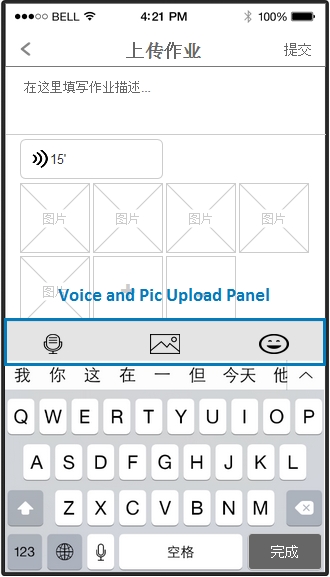 BELL 4:21 PM 100%
上传作业 提交
在这里填写作业描述...
15'
图片 图片 图片 图片
图片
Voice and Pic Upload Panel
我 你 这 在 一 但 今天 他
Q W E R T Y U I O P
A S D F G H J K L
Z X C V B N M
123 空格 完成